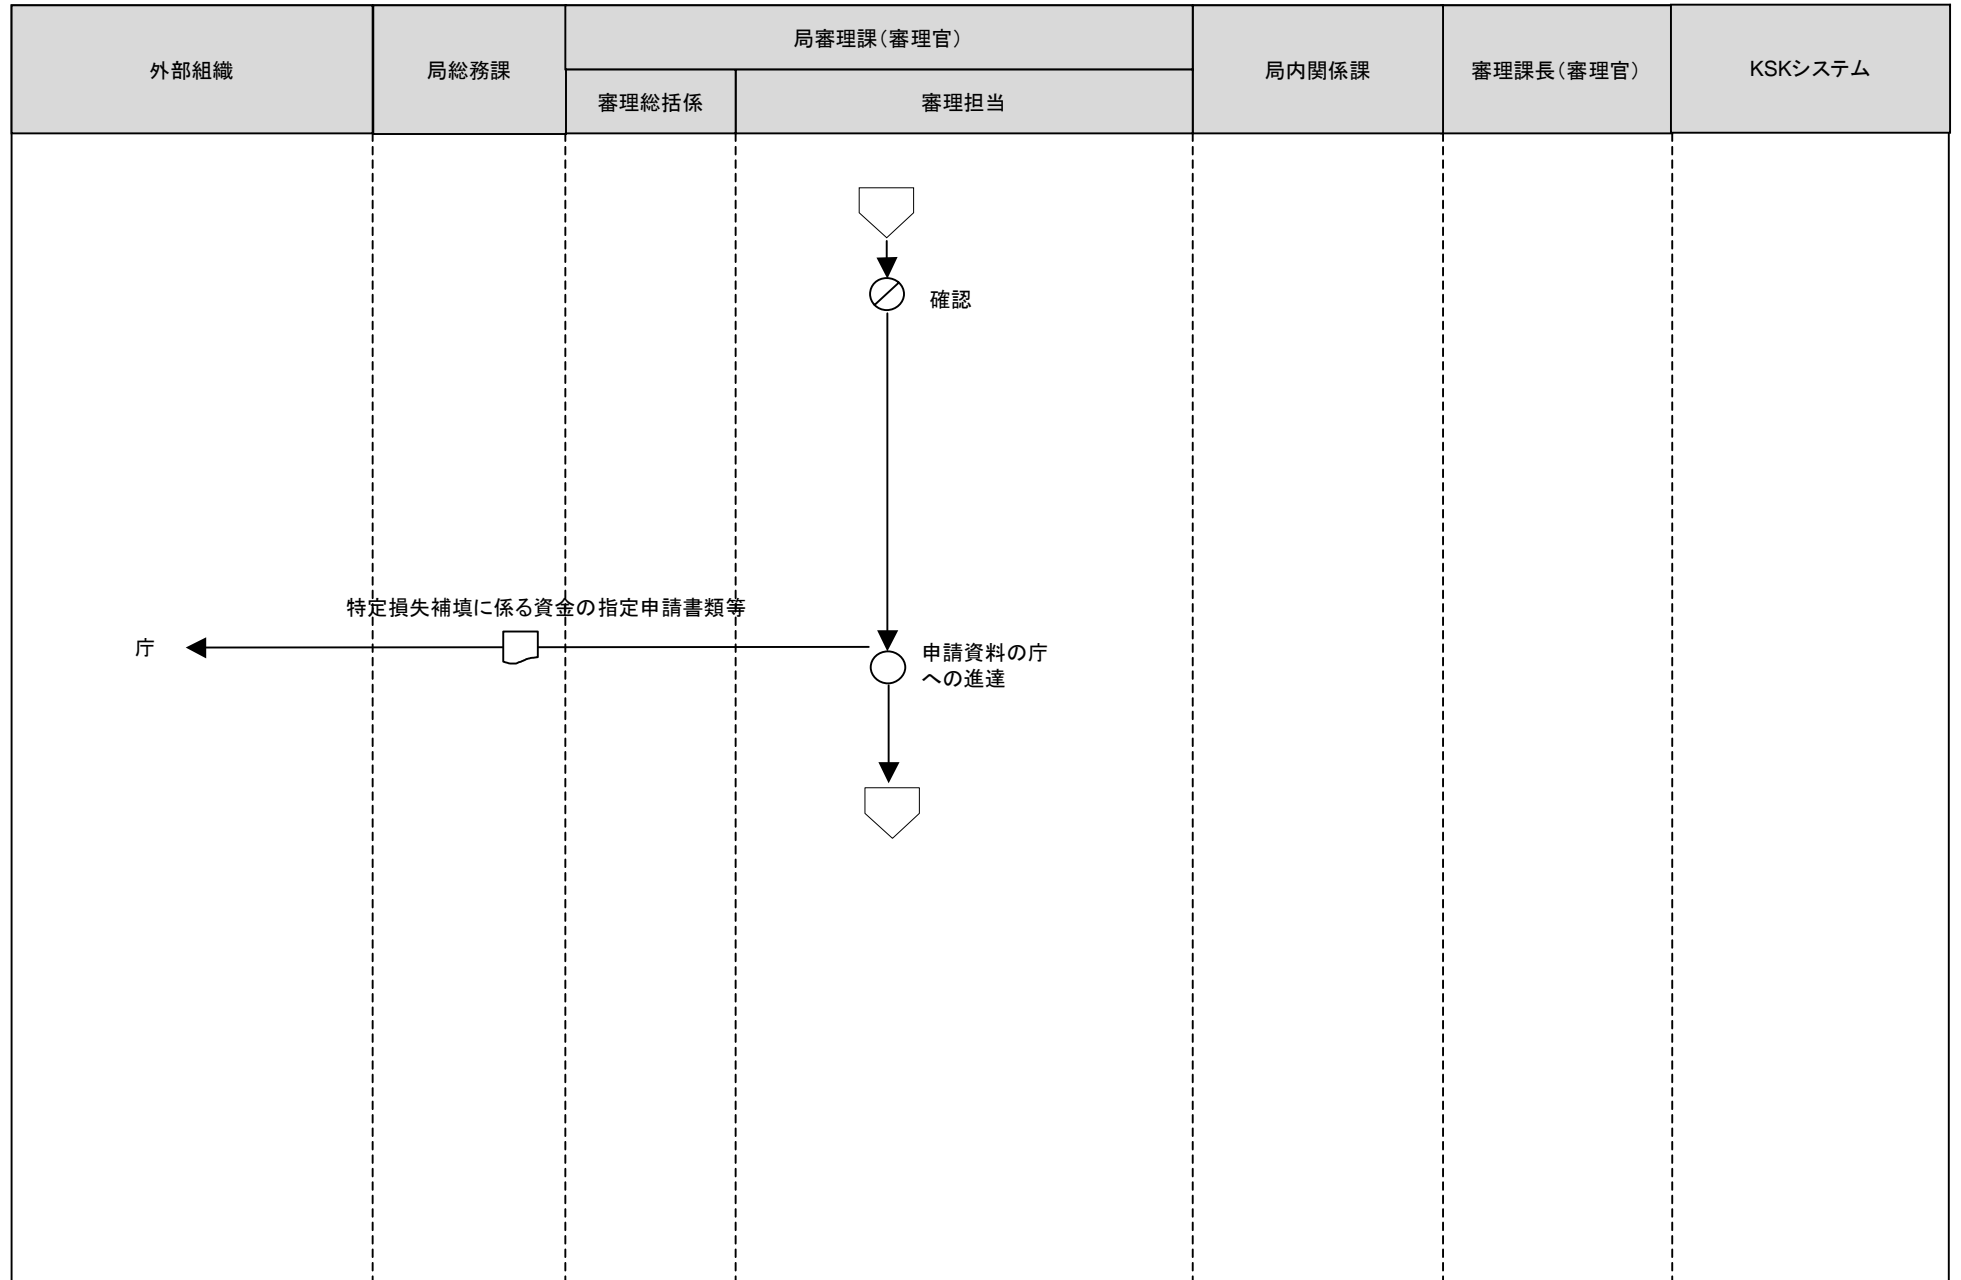 外部組織
局総務課
局審理課(審理官)
審理総括係
審理担当
局内関係課
審理課長(審理官)
KSKシステム
確認
特定損失補填に係る資金の指定申請書類等
庁
申請資料の庁
への進達